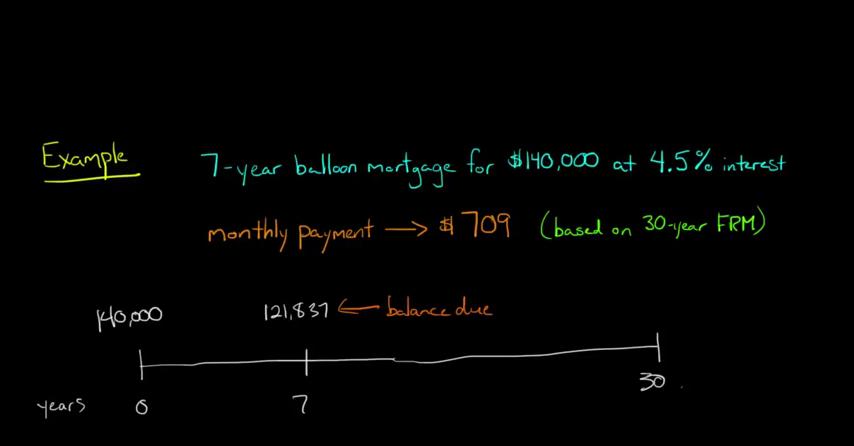 Example
7-year balloon mortgage for $140,000 at 4.5% interest
monthly payment → $709 (based on 30-year FRM)
140,000 121,837 ← balance due
years 0 7 30